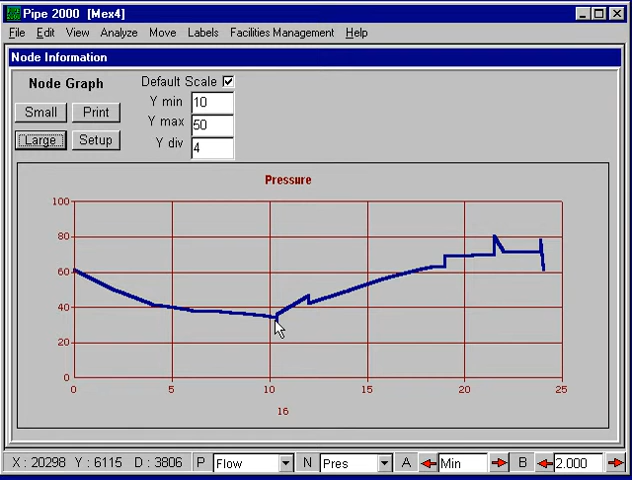 Pipe 2000 [Mex4]
File Edit View Analyze Move Labels Facilities Management Help
Node Information
Node Graph Default Scale
Small Print Y min 10
Y max 50
Large Setup Y div 4
Pressure
100
80
60
40
20
0
0 5 10 15 20 25
16
X : 20298 Y : 6115 D : 3806 P Flow N Pres A Min B 2.000